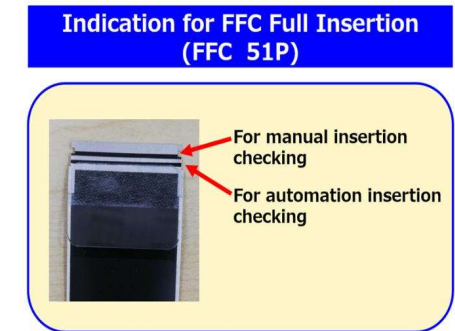 Indication for FFC Full Insertion
(FFC 51P)
For manual insertion
checking
For automation insertion
checking